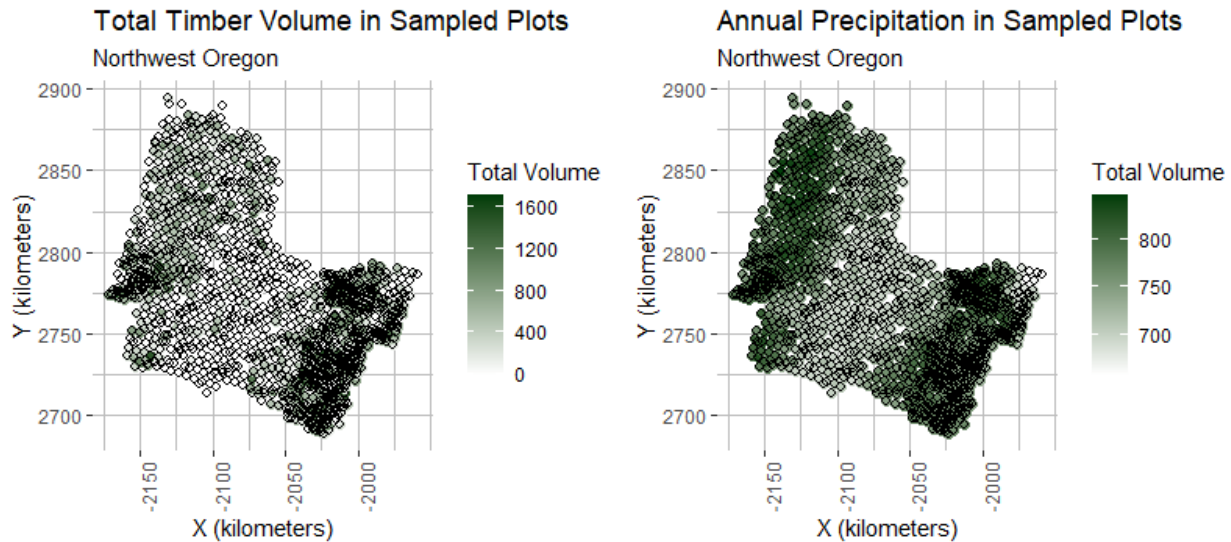 Total Timber Volume in Sampled Plots
Northwest Oregon
2900
2850
2800
2750
2700
Y (kilometers)
-2150
-2100
-2050
-2000
X (kilometers)
Total Volume
1600
1200
800
400
0
Annual Precipitation in Sampled Plots
Northwest Oregon
2900
2850
2800
2750
2700
Y (kilometers)
-2150
-2100
-2050
-2000
X (kilometers)
Total Volume
800
750
700